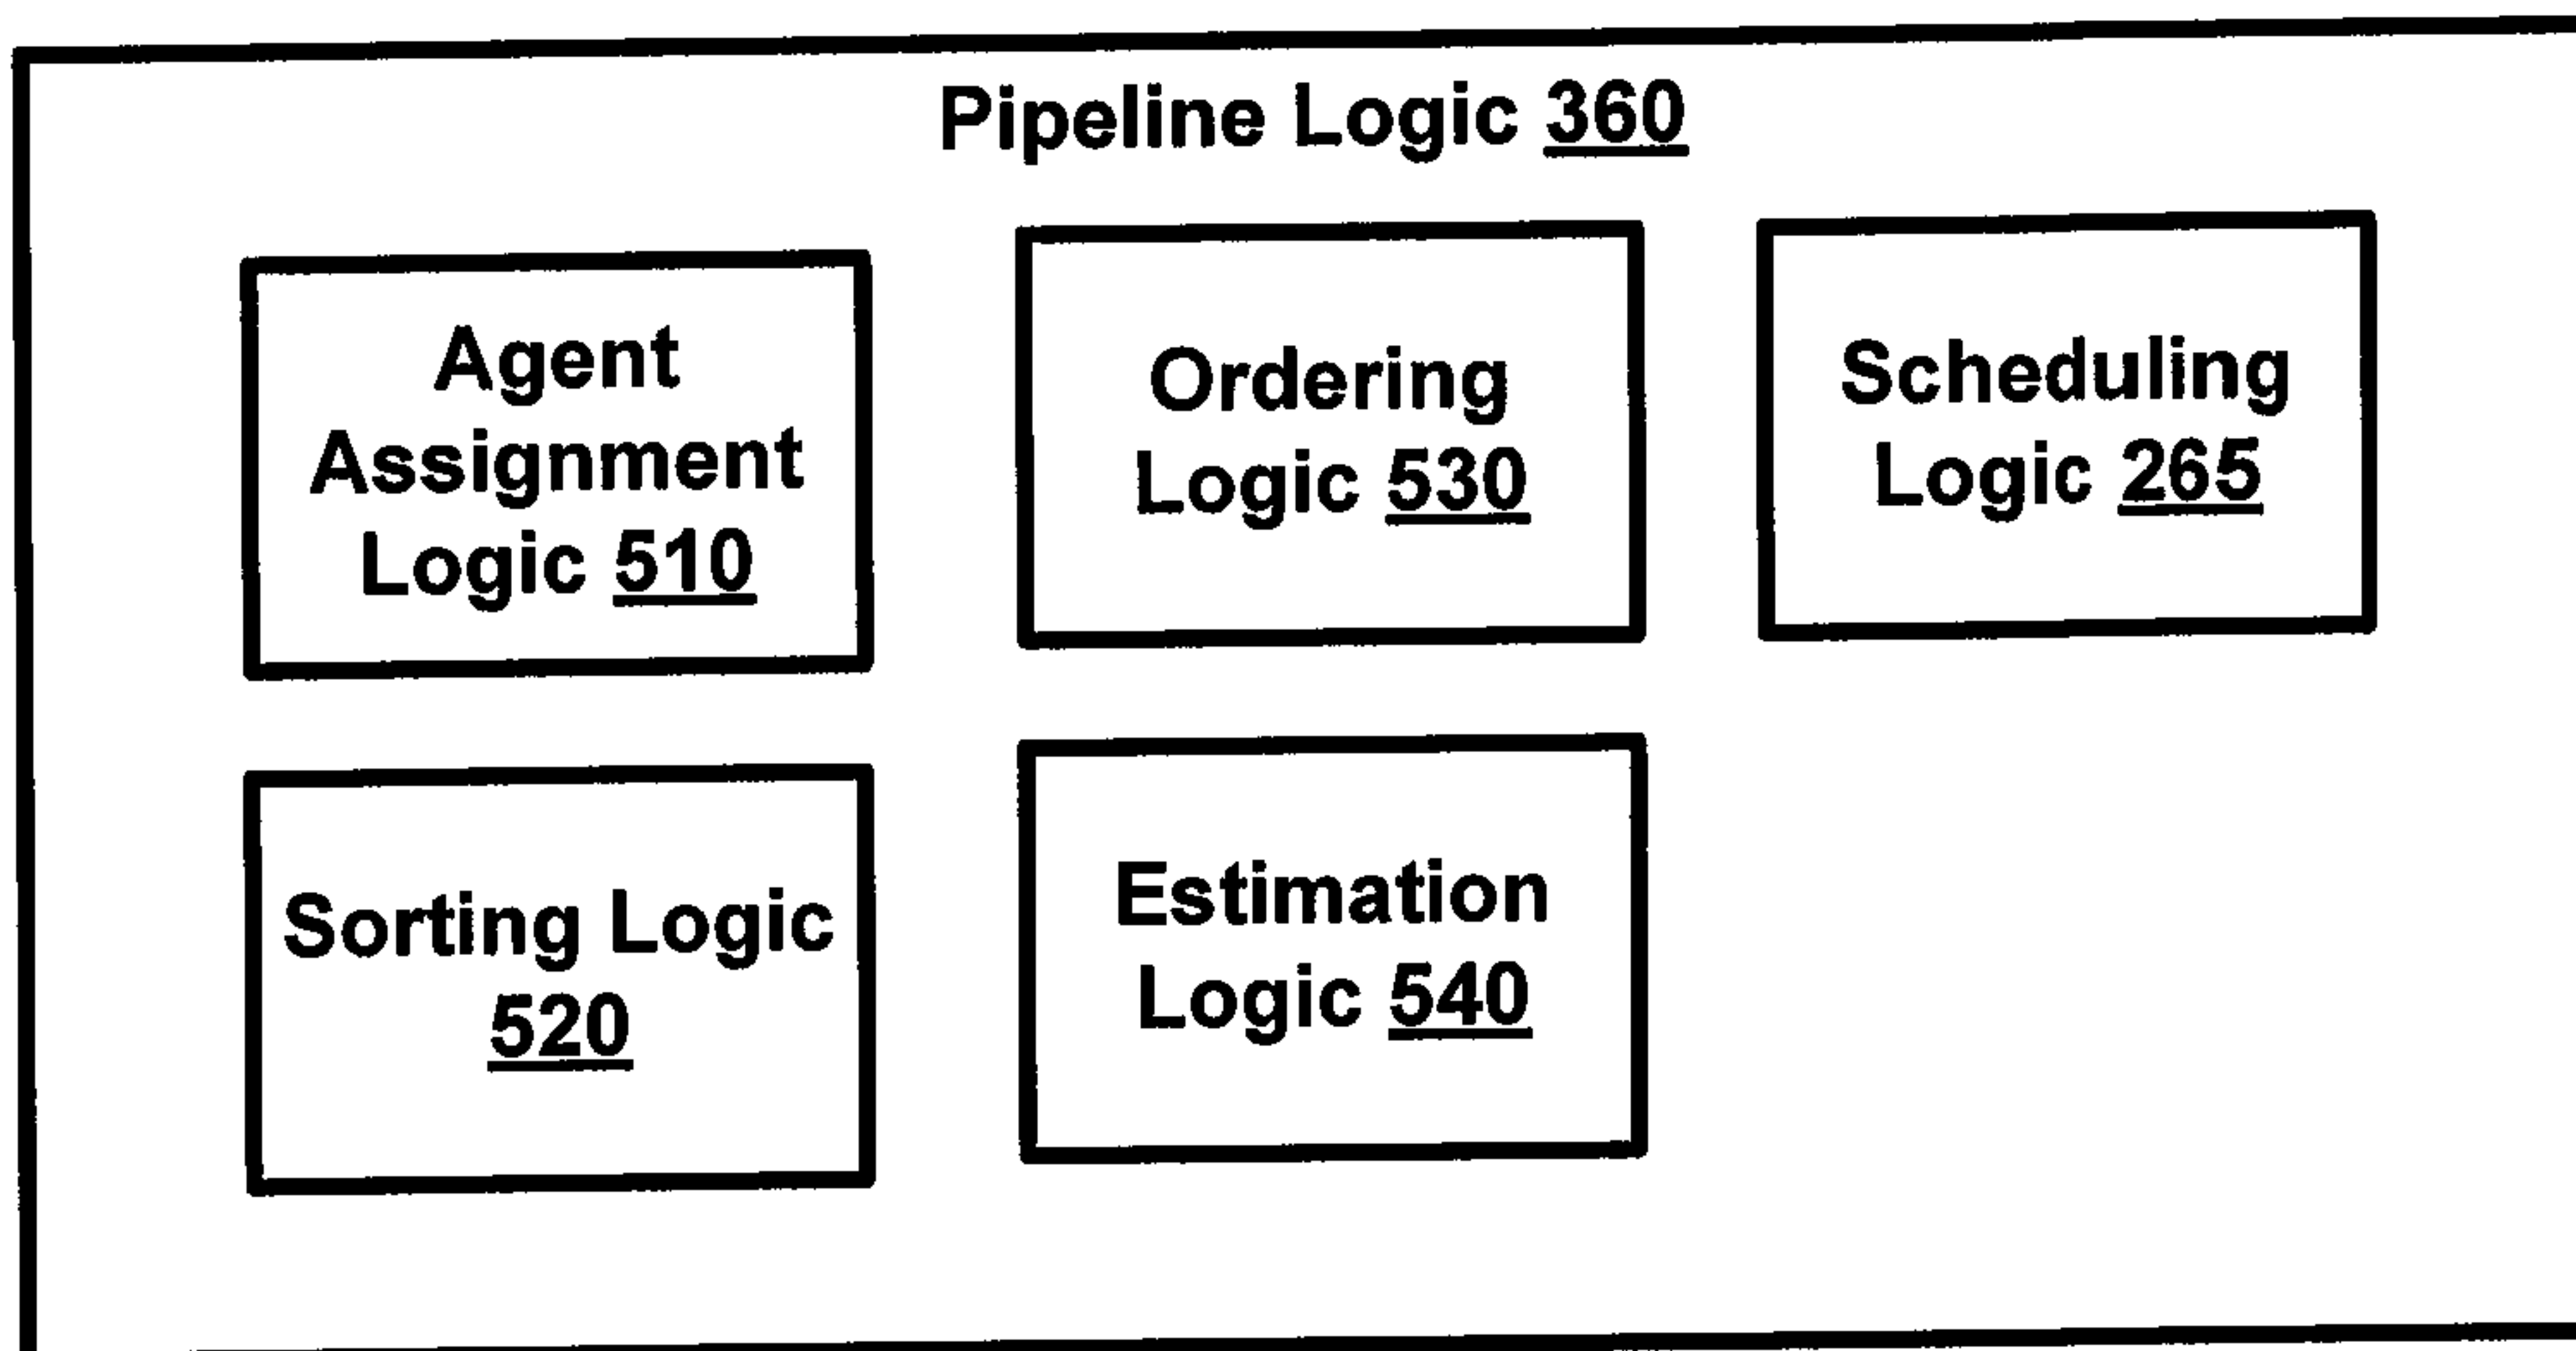 Pipeline Logic 360
Agent
Assignment
Logic 510
Ordering
Logic 530
Scheduling
Logic 265
Sorting Logic
520
Estimation
Logic 540